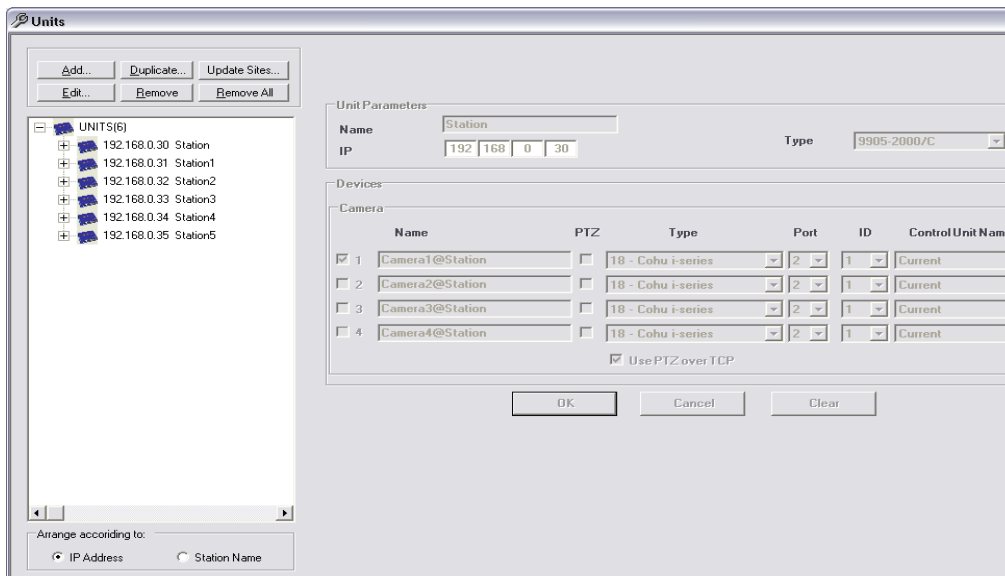 Units
Add... Duplicate... Update Sites...
Edit... Remove Remove All
UNITS(6)
192.168.0.30 Station
192.168.0.31 Station1
192.168.0.32 Station2
192.168.0.33 Station3
192.168.0.34 Station4
192.168.0.35 Station5
Arrange accoriding to:
IP Address Station Name
Unit Parameters
Name Station
IP 192 168 0 30
Type 9905-2000/C
Devices
Camera
Name PTZ Type Port ID Control Unit Nam
1 Camera1@Station 18 - Cohu i-series 2 1 Current
2 Camera2@Station 18 - Cohu i-series 2 1 Current
3 Camera3@Station 18 - Cohu i-series 2 1 Current
4 Camera4@Station 18 - Cohu i-series 2 1 Current
Use PTZ over TCP
OK Cancel Clear